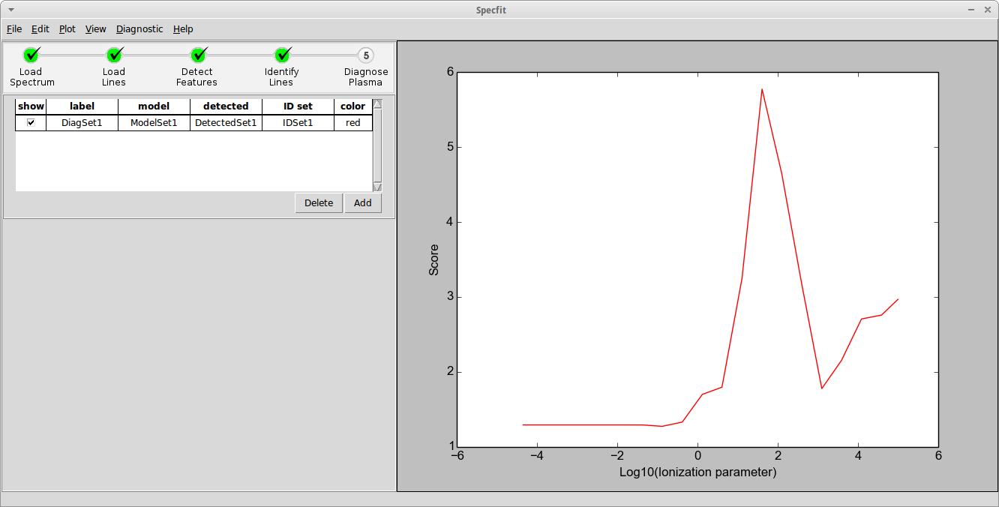 Specfit
File Edit Plot View Diagnostic Help
5
Load Spectrum
Load Lines
Detect Features
Identify Lines
Diagnose Plasma
show label model detected ID set color
DiagSet1 ModelSet1 DetectedSet1 IDSet1 red
Delete Add
6
5
4
3
2
1
Score
−6 −4 −2 0 2 4 6
Log10(Ionization parameter)